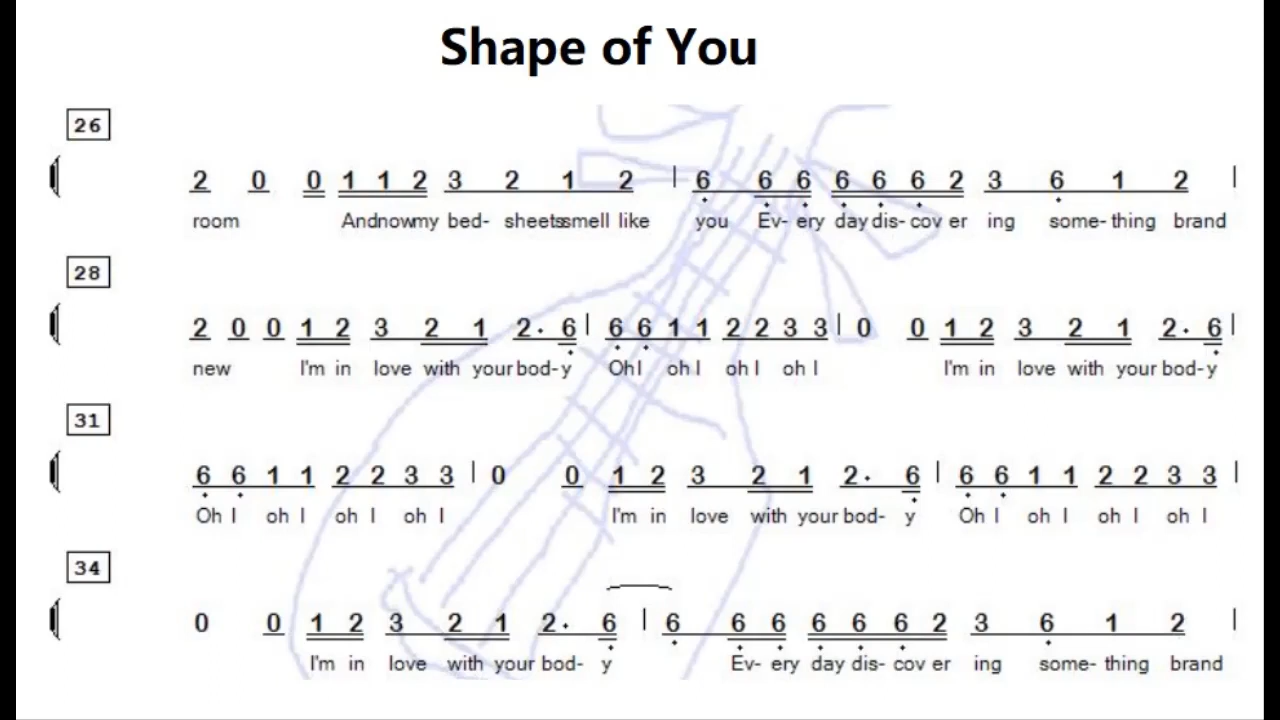 Shape of You
26
2 0 0 1 1 2 3 2 1 2 | 6 6 6 6 6 6 2 3 6 1 2 |
room Andnowmy bed- sheetssmell like you Ev- ery day dis- cov er ing some- thing brand
28
2 0 0 1 2 3 2 1 2· 6 | 6 6 1 1 2 2 3 3 | 0 0 1 2 3 2 1 2· 6 |
new I'm in love with your bod- y Oh I oh I oh I oh I I'm in love with your bod- y
31
6 6 1 1 2 2 3 3 | 0 0 1 2 3 2 1 2· 6 | 6 6 1 1 2 2 3 3 |
Oh I oh I oh I oh I I'm in love with your bod- y Oh I oh I oh I oh I
34
0 0 1 2 3 2 1 2· 6 | 6 6 6 6 6 6 2 3 6 1 2 |
I'm in love with your bod- y Ev- ery day dis- cov er ing some- thing brand